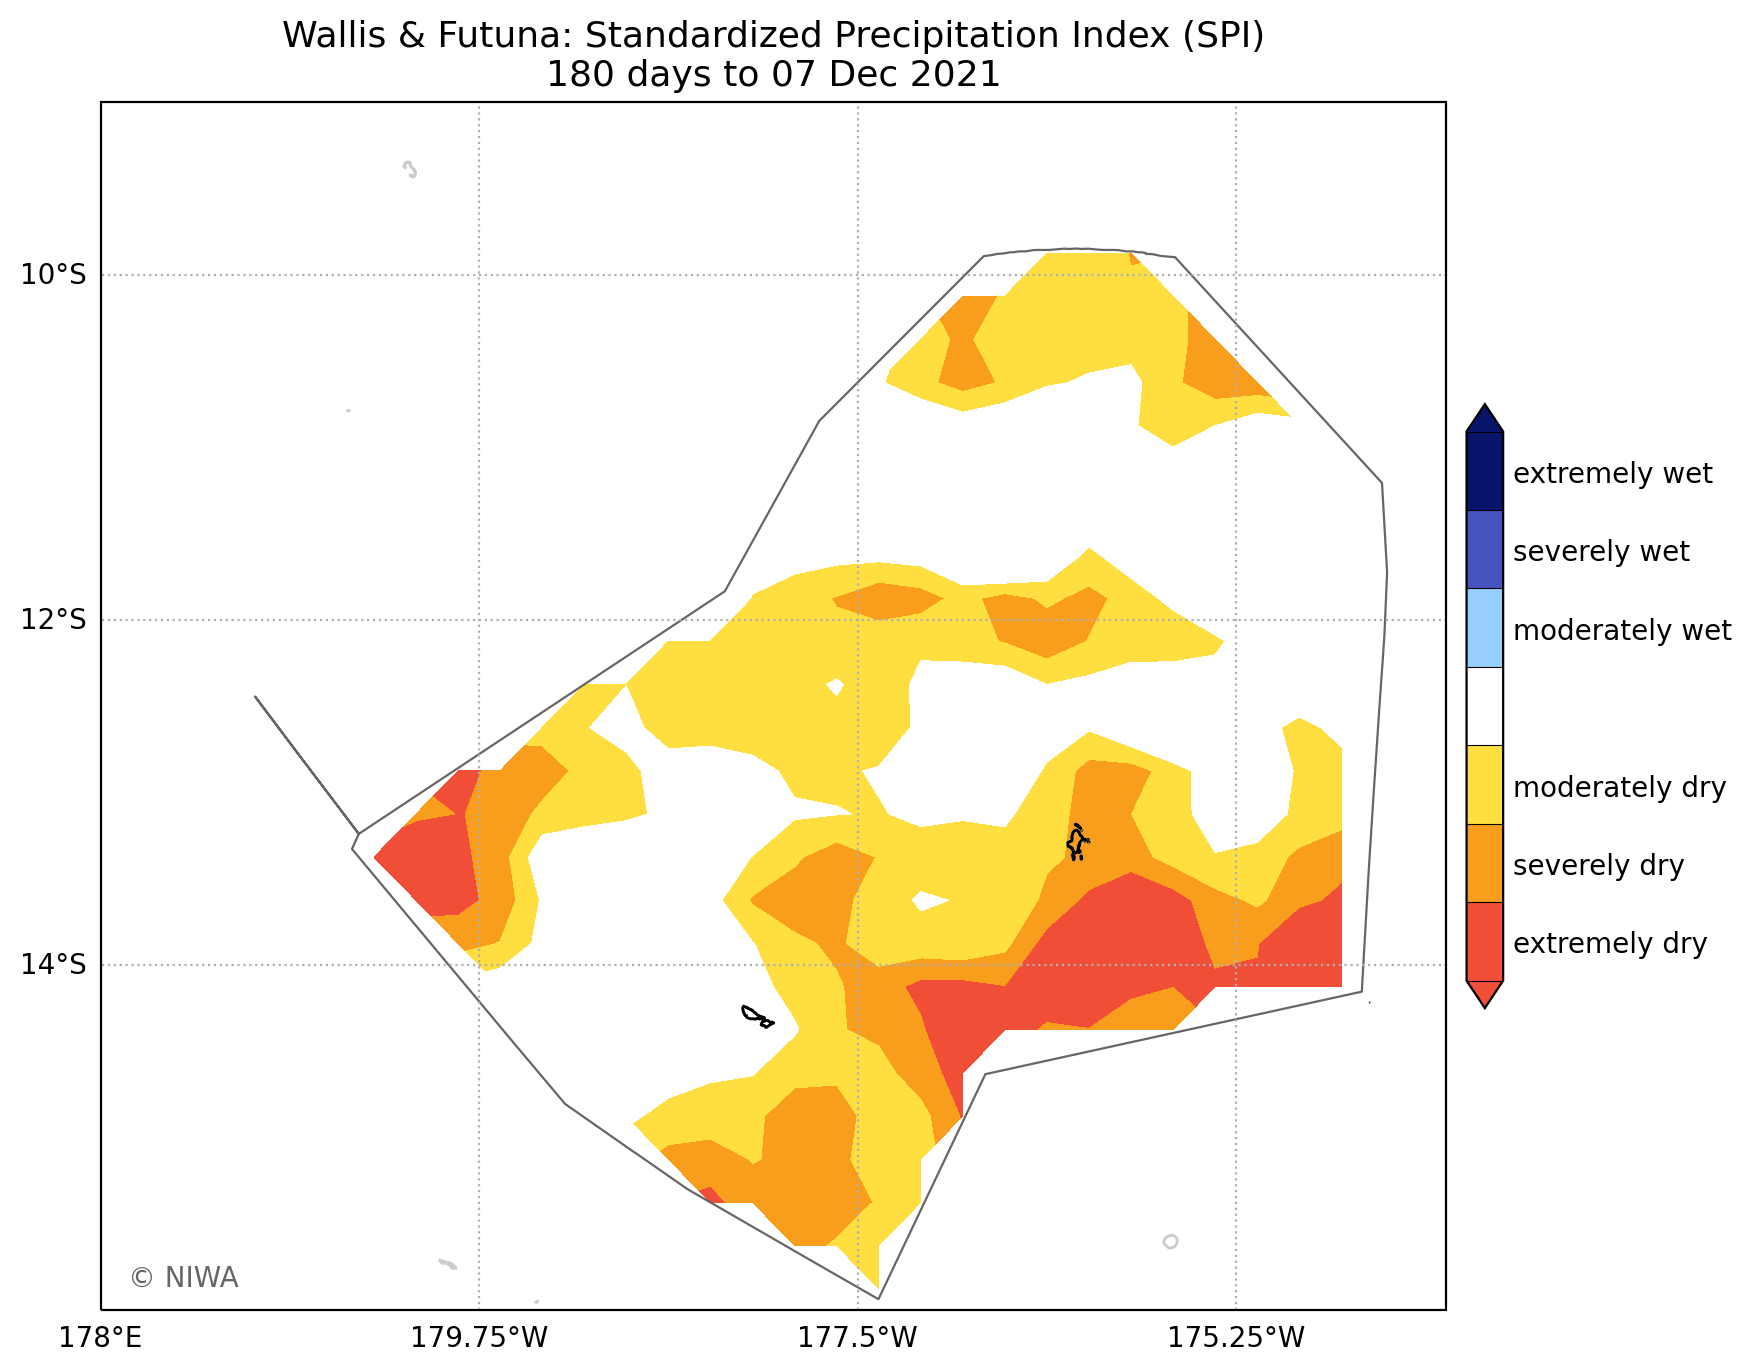 Wallis & Futuna: Standardized Precipitation Index (SPI)
180 days to 07 Dec 2021
10°S
12°S
14°S
extremely wet
severely wet
moderately wet
moderately dry
severely dry
extremely dry
© NIWA
178°E
179.75°W
177.5°W
175.25°W